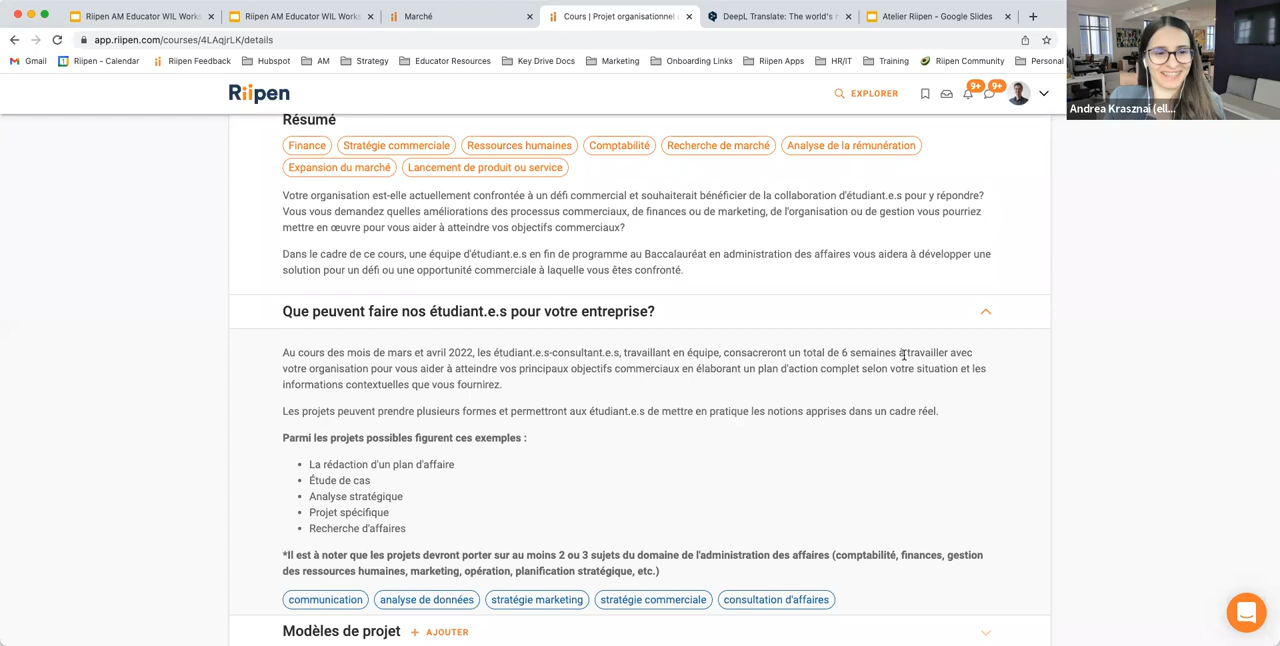 Riipen AM Educator WIL Works
Riipen AM Educator WIL Works
Marché
Cours | Projet organisationnel
DeepL Translate: The world's
Atelier Riipen - Google Slides
app.riipen.com/courses/4LAqjrLK/details
Gmail
Riipen - Calendar
Riipen Feedback
Hubspot
AM
Strategy
Educator Resources
Key Drive Docs
Marketing
Onboarding Links
Riipen Apps
HR/IT
Training
Riipen Community
Personal
Riipen
EXPLORER
9+
9+
Andrea Krasznai (ell...
Résumé
Finance
Stratégie commerciale
Ressources humaines
Comptabilité
Recherche de marché
Analyse de la rémunération
Expansion du marché
Lancement de produit ou service
Votre organisation est-elle actuellement confrontée à un défi commercial et souhaiterait bénéficier de la collaboration d'étudiant.e.s pour y répondre?
Vous vous demandez quelles améliorations des processus commerciaux, de finances ou de marketing, de l'organisation ou de gestion vous pourriez
mettre en œuvre pour vous aider à atteindre vos objectifs commerciaux?
Dans le cadre de ce cours, une équipe d'étudiant.e.s en fin de programme au Baccalauréat en administration des affaires vous aidera à développer une
solution pour un défi ou une opportunité commerciale à laquelle vous êtes confronté.
Que peuvent faire nos étudiant.e.s pour votre entreprise?
Au cours des mois de mars et avril 2022, les étudiant.e.s-consultant.e.s, travaillant en équipe, consacreront un total de 6 semaines à travailler avec
votre organisation pour vous aider à atteindre vos principaux objectifs commerciaux en élaborant un plan d'action complet selon votre situation et les
informations contextuelles que vous fournirez.
Les projets peuvent prendre plusieurs formes et permettront aux étudiant.e.s de mettre en pratique les notions apprises dans un cadre réel.
Parmi les projets possibles figurent ces exemples :
• La rédaction d'un plan d'affaire
• Étude de cas
• Analyse stratégique
• Projet spécifique
• Recherche d'affaires
*Il est à noter que les projets devront porter sur au moins 2 ou 3 sujets du domaine de l'administration des affaires (comptabilité, finances, gestion
des ressources humaines, marketing, opération, planification stratégique, etc.)
communication
analyse de données
stratégie marketing
stratégie commerciale
consultation d'affaires
Modèles de projet
+ AJOUTER